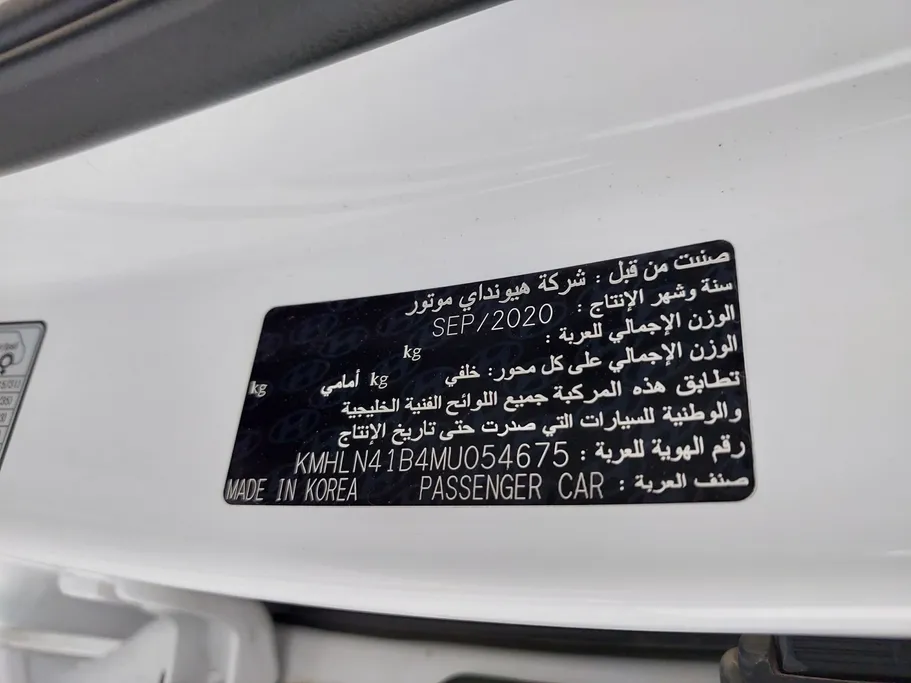 صنعت من قبل : شركة هيونداي موتور
سنة وشهر الإنتاج : SEP/2020
الوزن الإجمالي للعربة : kg
الوزن الإجمالي على كل محور: خلفي kg أمامي kg
تطابق هذه المركبة جميع اللوائح الفنية الخليجية
والوطنية للسيارات التي صدرت حتى تاريخ الإنتاج
رقم الهوية للعربة : KMHLN41B4MU054675
صنف العربة : PASSENGER CAR MADE IN KOREA